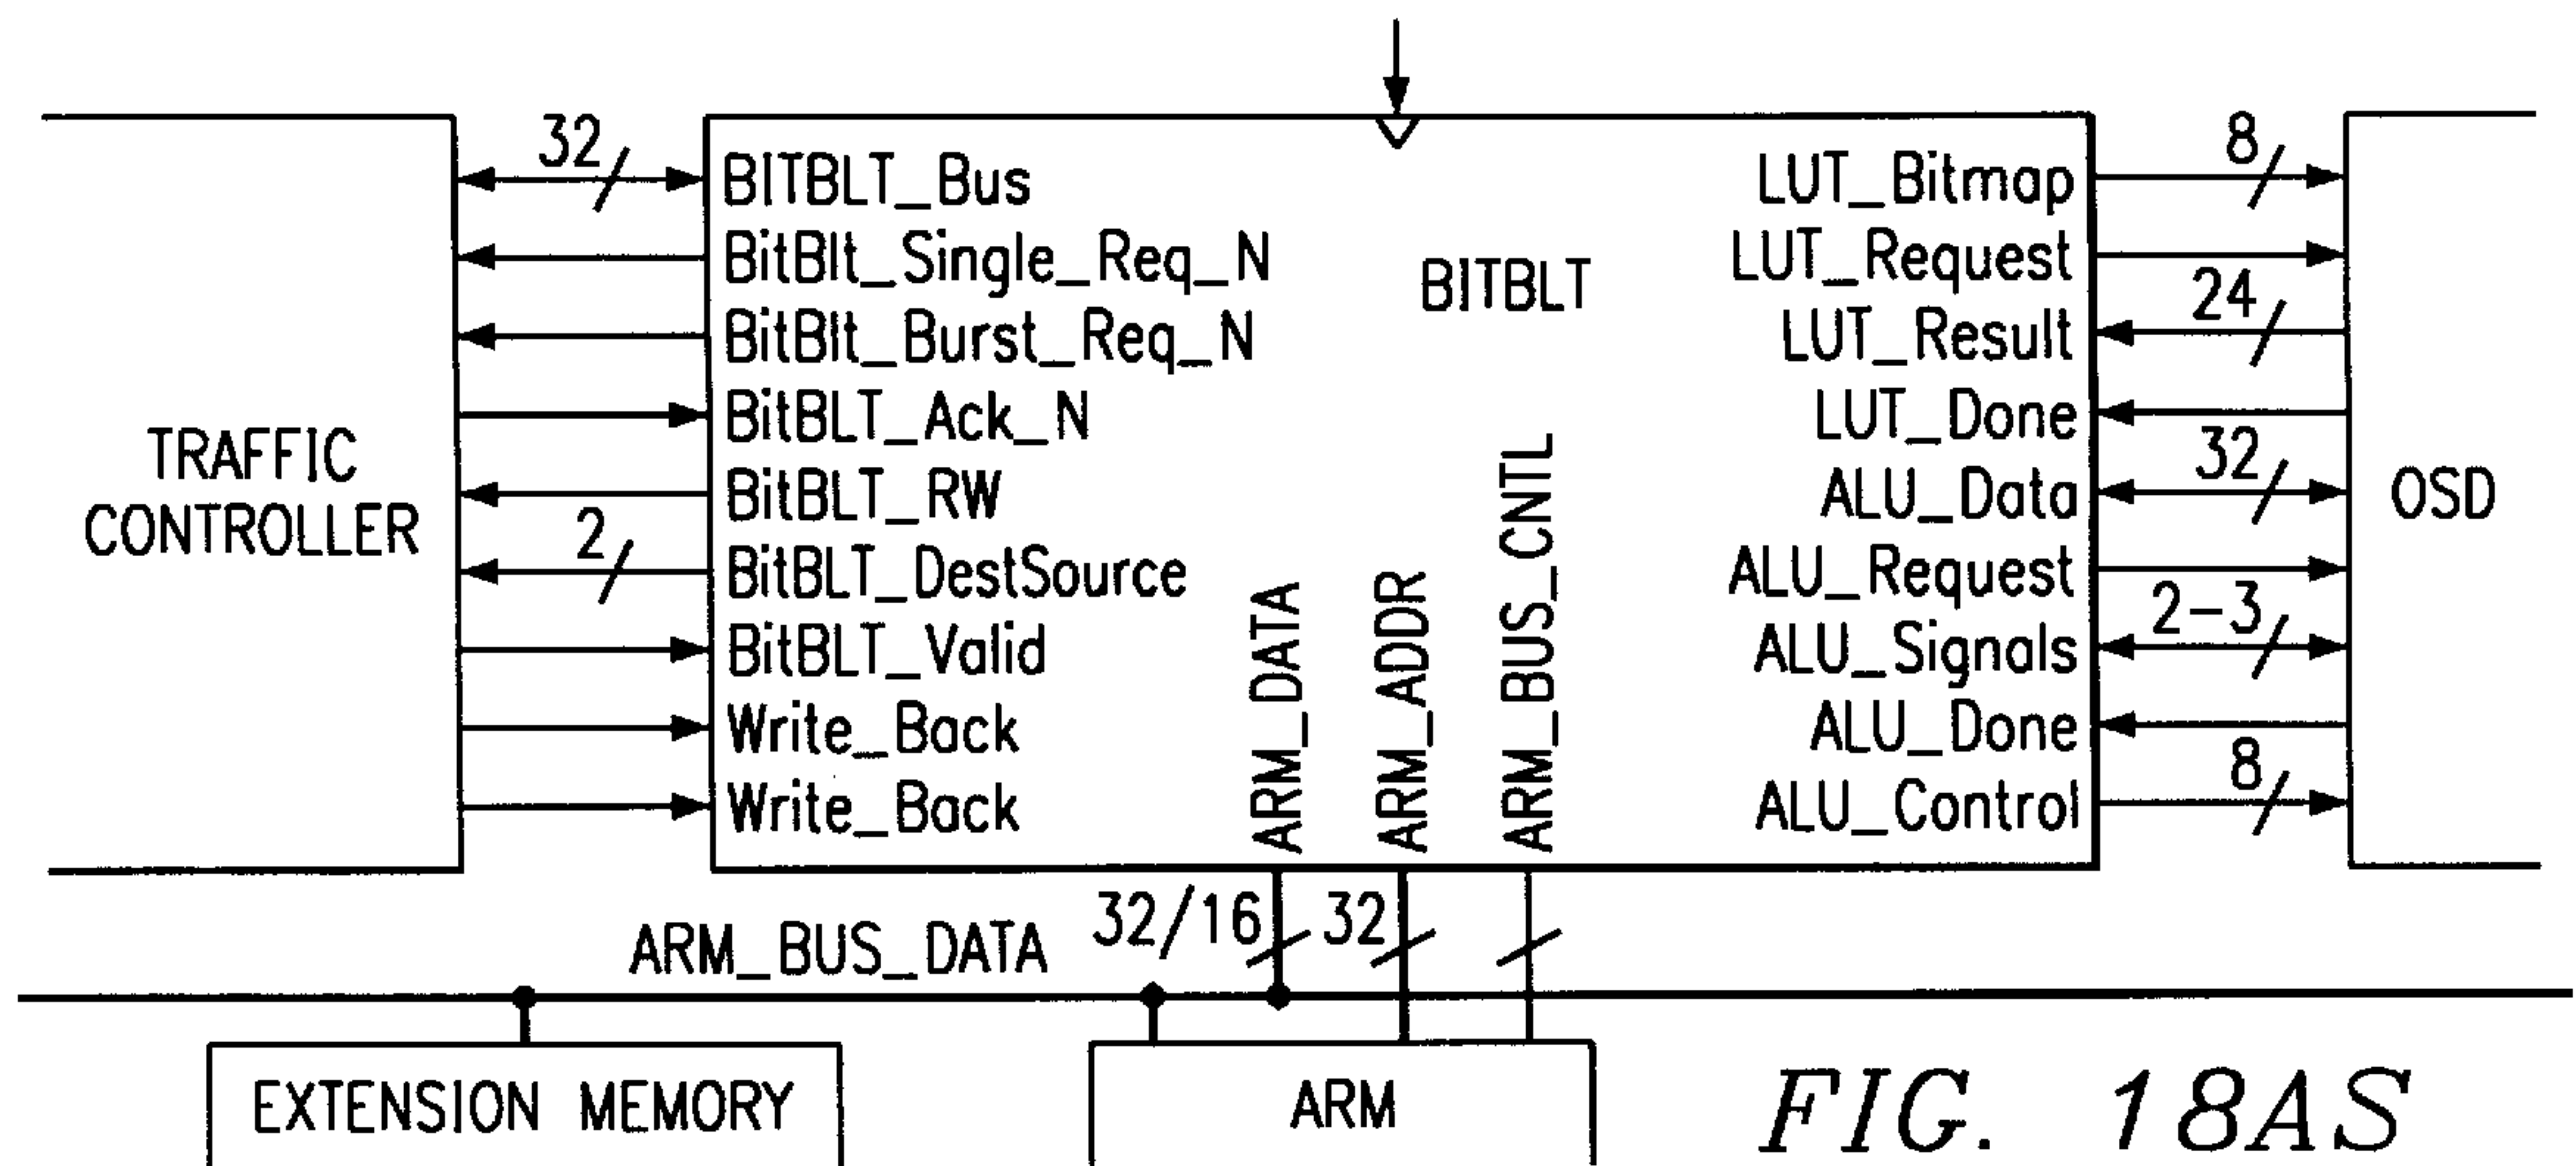 TRAFFIC
CONTROLLER
32
2
BITBLT_Bus
BitBlt_Single_Req_N
BitBlt_Burst_Req_N
BitBLT_Ack_N
BitBLT_RW
BitBLT_DestSource
BitBLT_Valid
Write_Back
Write_Back
BITBLT
ARM_DATA
ARM_ADDR
ARM_BUS_CNTL
LUT_Bitmap
LUT_Request
LUT_Result
LUT_Done
ALU_Data
ALU_Request
ALU_Signals
ALU_Done
ALU_Control
8
24
32
2-3
8
OSD
ARM_BUS_DATA
32/16
32
EXTENSION MEMORY
ARM
FIG. 18AS